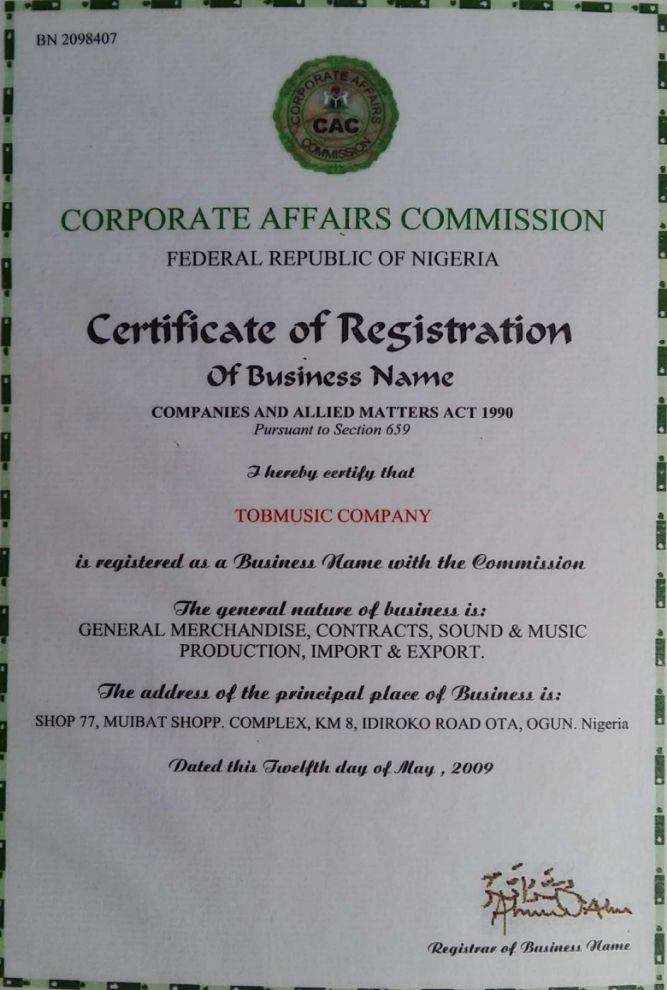 BN 2098407
CORPORATE AFFAIRS
CAC
COMMISSION
CORPORATE AFFAIRS COMMISSION
FEDERAL REPUBLIC OF NIGERIA
Certificate of Registration
Of Business Name
COMPANIES AND ALLIED MATTERS ACT 1990
Pursuant to Section 659
I hereby certify that
TOBMUSIC COMPANY
is registered as a Business Name with the Commission
The general nature of business is:
GENERAL MERCHANDISE, CONTRACTS, SOUND & MUSIC
PRODUCTION, IMPORT & EXPORT.
The address of the principal place of Business is:
SHOP 77, MUIBAT SHOPP. COMPLEX, KM 8, IDIROKO ROAD OTA, OGUN. Nigeria
Dated this Twelfth day of May , 2009
Registrar of Business Name